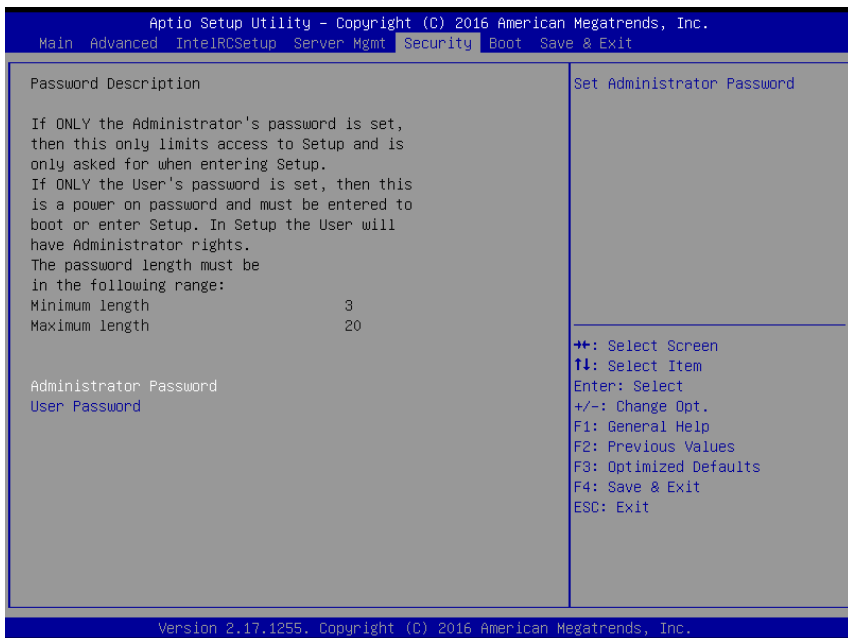 Aptio Setup Utility – Copyright (C) 2016 American Megatrends, Inc.
Main Advanced IntelRCSetup Server Mgmt Security Boot Save & Exit
Password Description
If ONLY the Administrator's password is set,
then this only limits access to Setup and is
only asked for when entering Setup.
If ONLY the User's password is set, then this
is a power on password and must be entered to
boot or enter Setup. In Setup the User will
have Administrator rights.
The password length must be
in the following range:
Minimum length 3
Maximum length 20
Administrator Password
User Password
Set Administrator Password
→←: Select Screen
↑↓: Select Item
Enter: Select
+/-: Change Opt.
F1: General Help
F2: Previous Values
F3: Optimized Defaults
F4: Save & Exit
ESC: Exit
Version 2.17.1255. Copyright (C) 2016 American Megatrends, Inc.